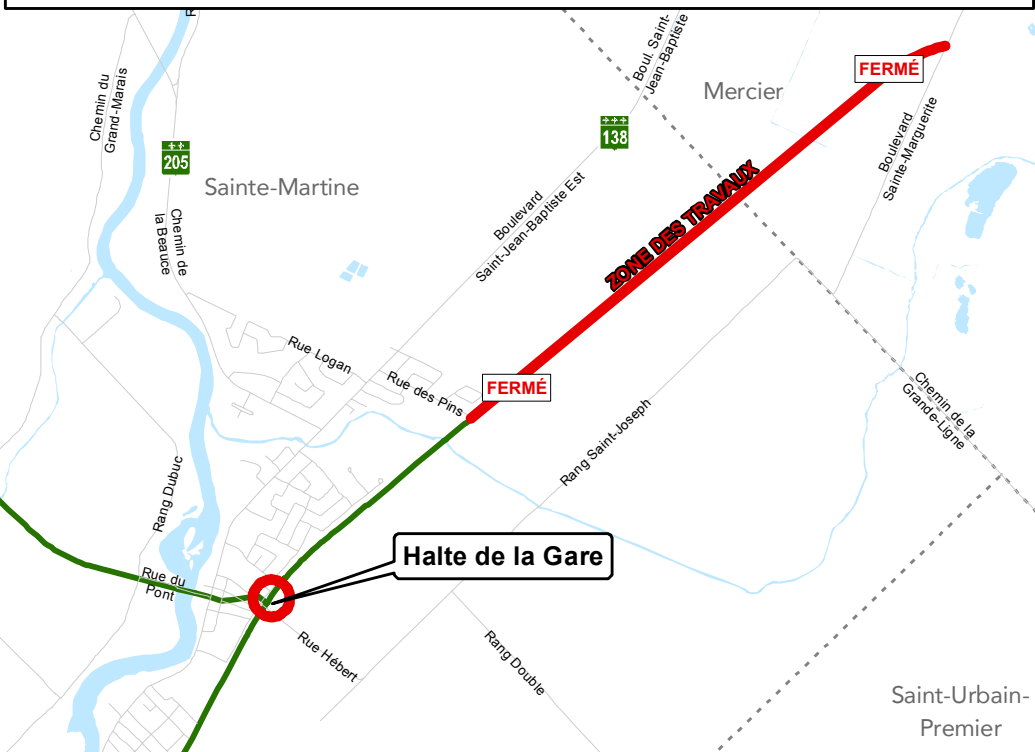 Boul. Saint-
Jean-Baptiste
FERMÉ
Mercier
Chemin du
Grand-Marais
138
205
Boulevard
Sainte-Marguerite
Sainte-Martine
ZONE DES TRAVAUX
Boulevard
Saint-Jean-Baptiste Est
Chemin de
la Beauce
Rue Logan
Rue des Pins
FERMÉ
Chemin de la
Grande-Ligne
Rang Saint-Joseph
Rang Dubuc
Halte de la Gare
Rue du
Pont
Rue Hébert
Rang Double
Saint-Urbain-
Premier